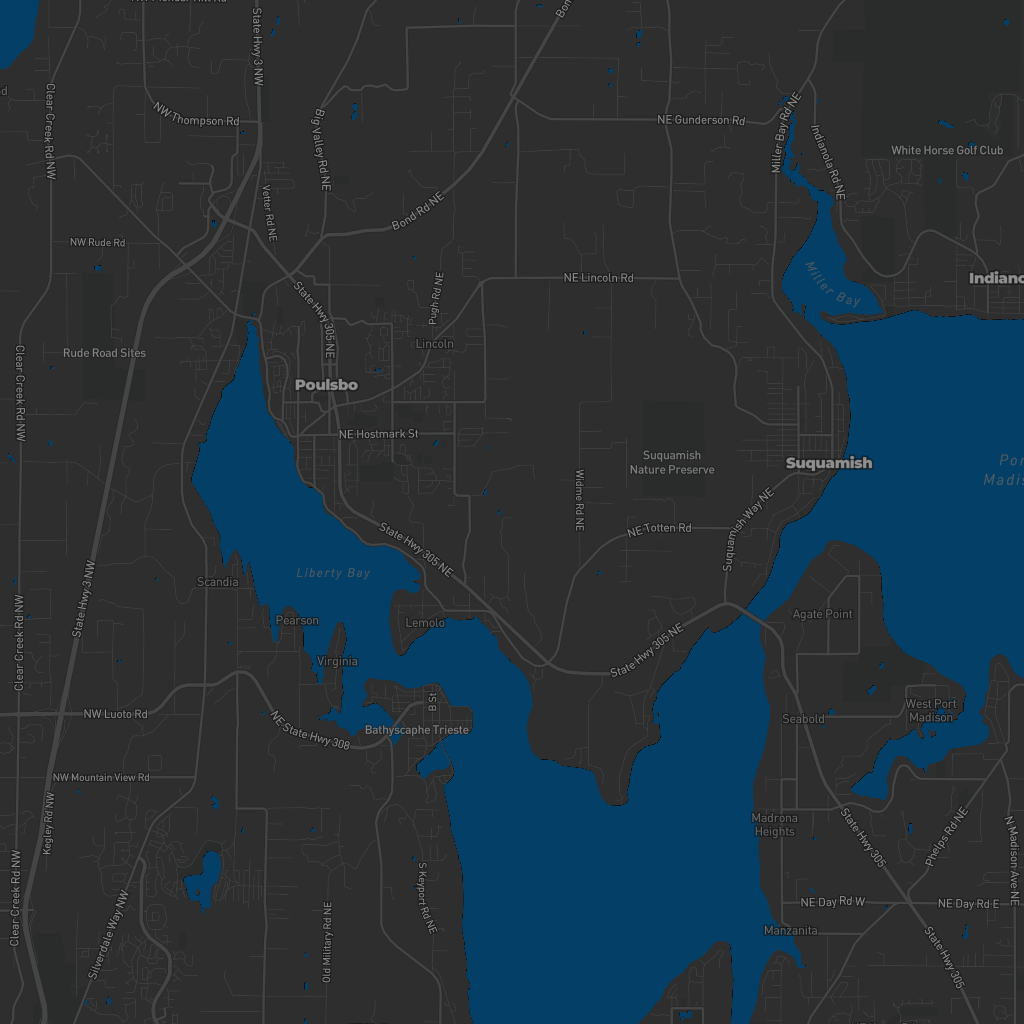 State Hwy 3 NW
Clear Creek Rd NW
NW Thompson Rd
Big Valley Rd NE
NE Gunderson Rd
Miller Bay Rd NE
Indianola Rd NE
White Horse Golf Club
Vetter Rd NE
Bond Rd NE
NW Rude Rd
NE Lincoln Rd
Miller Bay
Pugh Rd NE
State Hwy 305 NE
Lincoln
Rude Road Sites
Clear Creek Rd NW
Poulsbo
NE Hostmark St
Suquamish
Nature Preserve
Suquamish
Widme Rd NE
NE Totten Rd
Suquamish Way NE
State Hwy 305 NE
Liberty Bay
Scandia
State Hwy 3 NW
Pearson
Lemolo
Agate Point
Clear Creek Rd NW
Virginia
State Hwy 305 NE
B St
NW Luoto Rd
NE State Hwy 308
Bathyscaphe Trieste
Seabold
West Port
Madison
NW Mountain View Rd
Kegley Rd NW
Madrona
Heights
State Hwy 305
Phelps Rd NE
N Madison Ave NE
Clear Creek Rd NW
Silverdale Way NW
Old Military Rd NE
S Keyport Rd NE
NE Day Rd W
NE Day Rd E
Manzanita
State Hwy 305